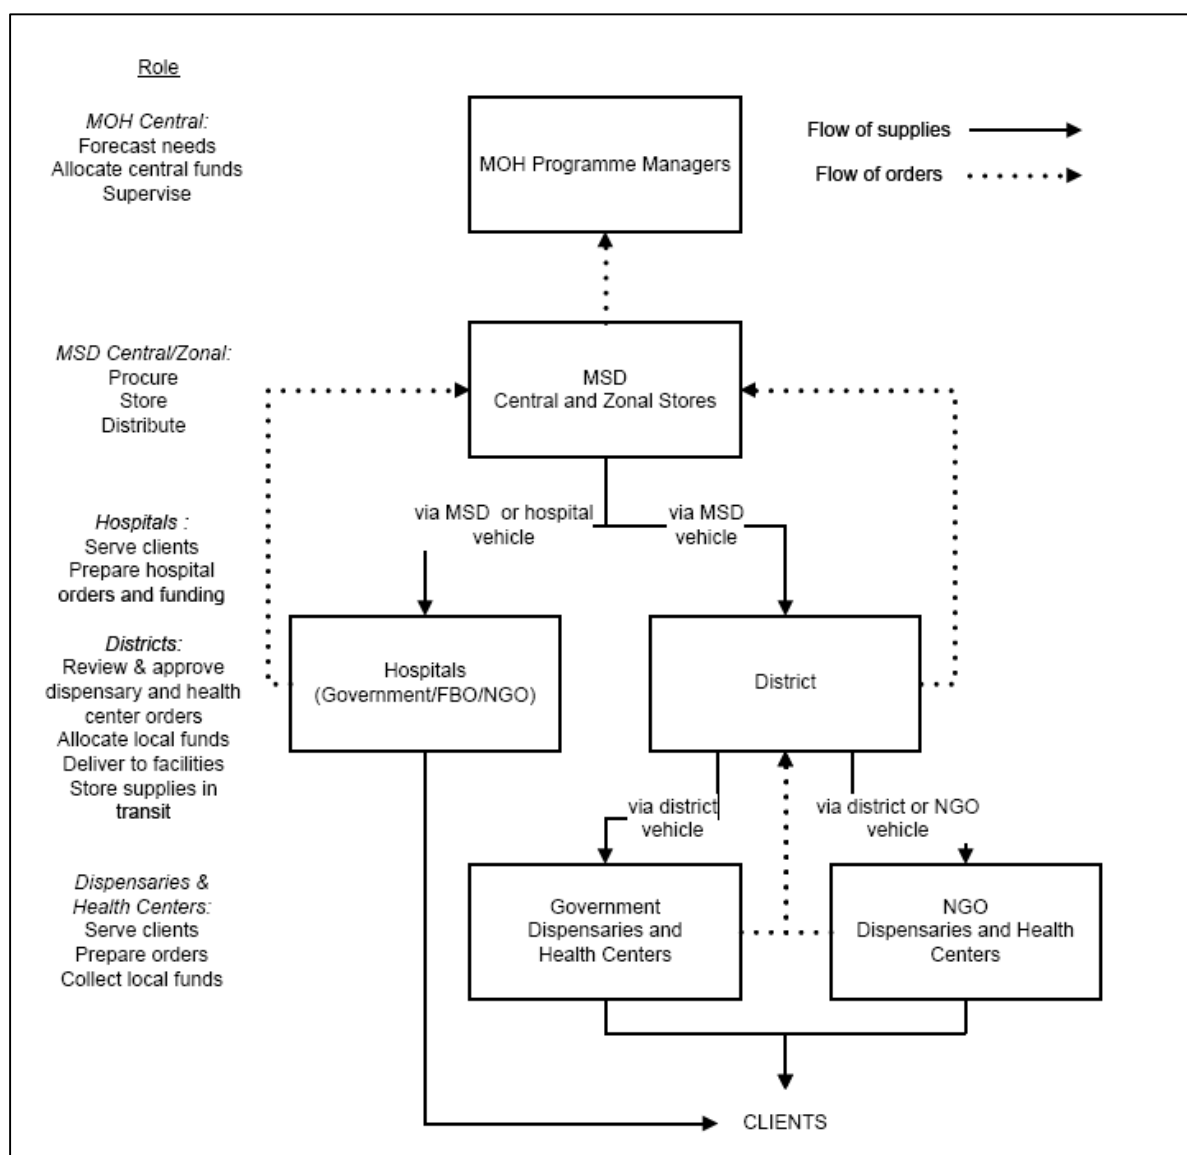 Role
MOH Central:
Forecast needs
Allocate central funds
Supervise
MOH Programme Managers
Flow of supplies
Flow of orders
MSD Central/Zonal:
Procure
Store
Distribute
MSD
Central and Zonal Stores
via MSD or hospital
vehicle
via MSD
vehicle
Hospitals :
Serve clients
Prepare hospital
orders and funding
Hospitals
(Government/FBO/NGO)
District
Districts:
Review & approve
dispensary and health
center orders
Allocate local funds
Deliver to facilities
Store supplies in
transit
via district
vehicle
via district or NGO
vehicle
Dispensaries &
Health Centers:
Serve clients
Prepare orders
Collect local funds
Government
Dispensaries and
Health Centers
NGO
Dispensaries and Health
Centers
CLIENTS